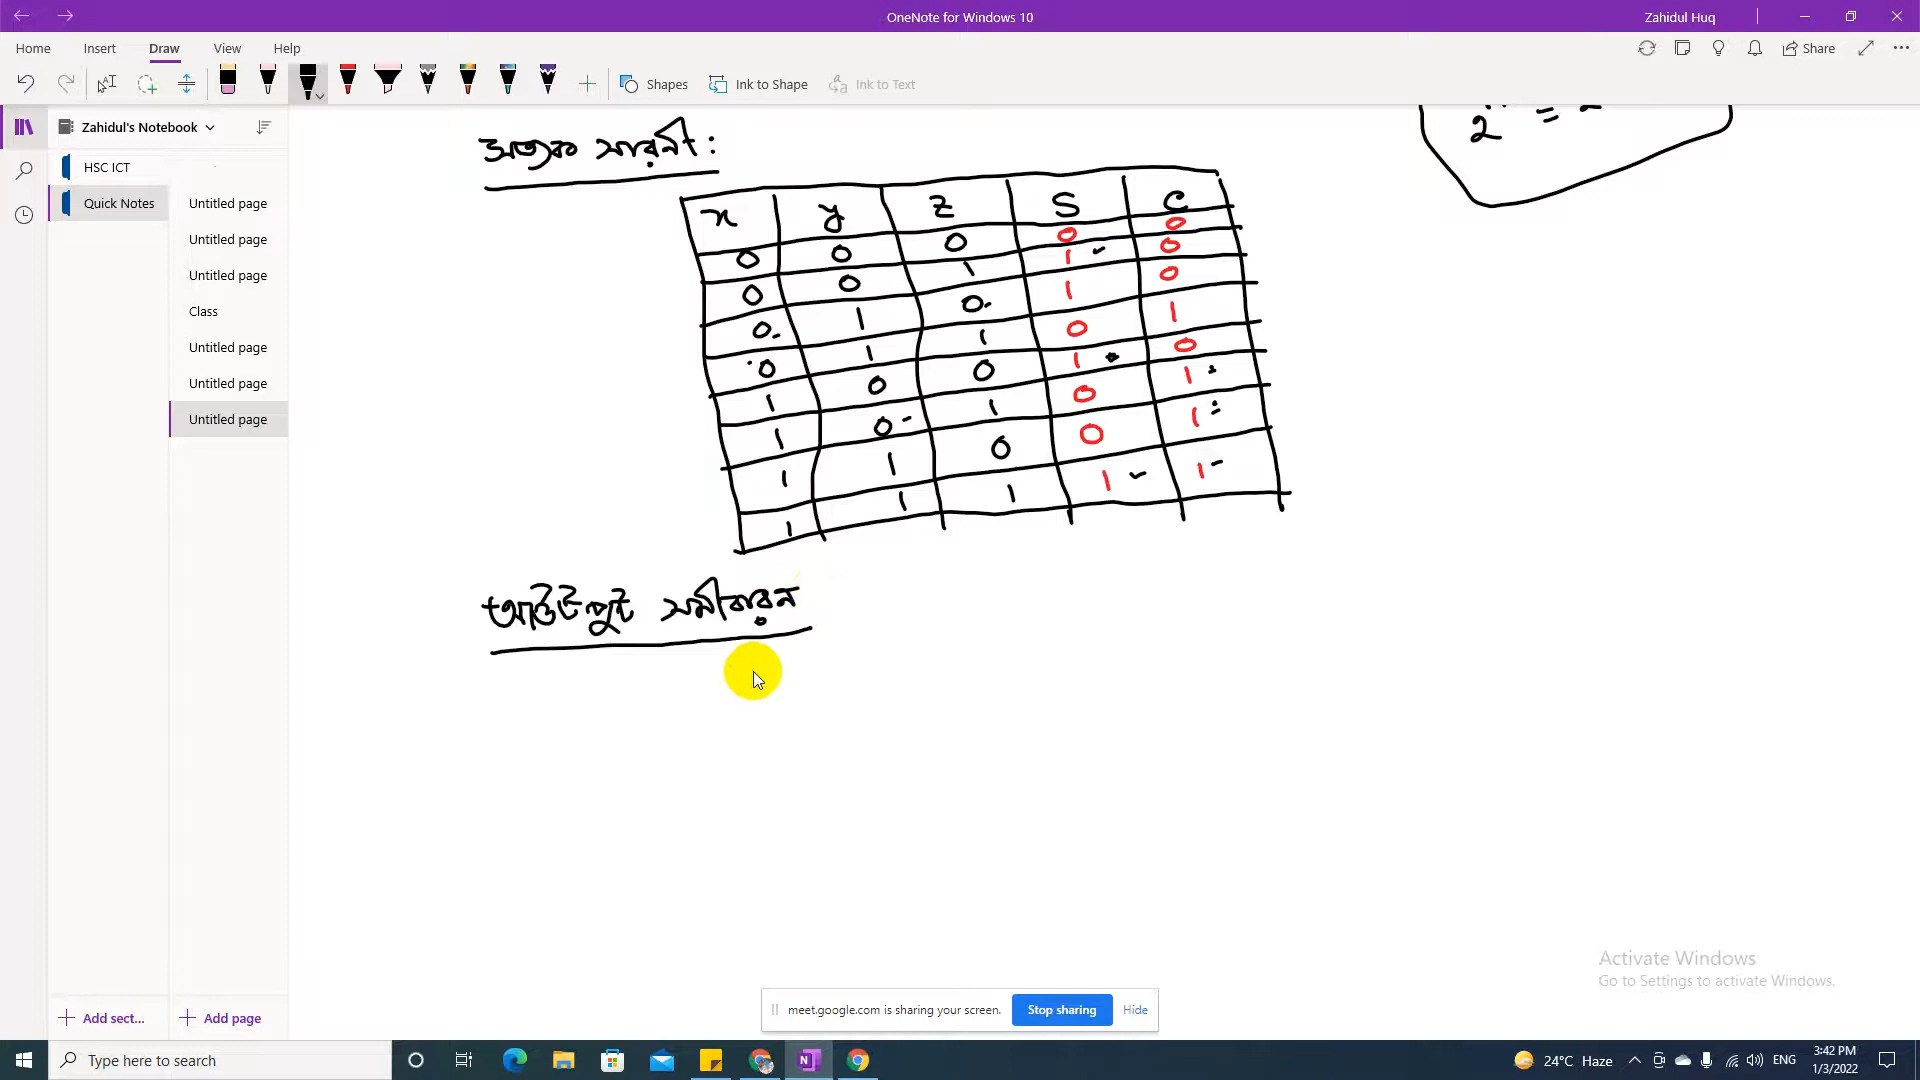 OneNote for Windows 10
Zahidul Huq
Home Insert Draw View Help
Share
Shapes Ink to Shape Ink to Text
Zahidul's Notebook
HSC ICT
Quick Notes
Untitled page
Untitled page
Untitled page
Class
Untitled page
Untitled page
Untitled page
Add sect...
Add page
2 = 2
সত্যক সারণী :
x y z S C
0 0 0 0 0
0 0 1 1 0
0 1 0 1 0
0 1 1 0 1
1 0 0 1 0
1 0 1 0 1
1 1 0 0 1
1 1 1 1 1
আউটপুট সমীকরন
Activate Windows
Go to Settings to activate Windows.
meet.google.com is sharing your screen. Stop sharing Hide
Type here to search
24°C Haze
ENG
3:42 PM
1/3/2022